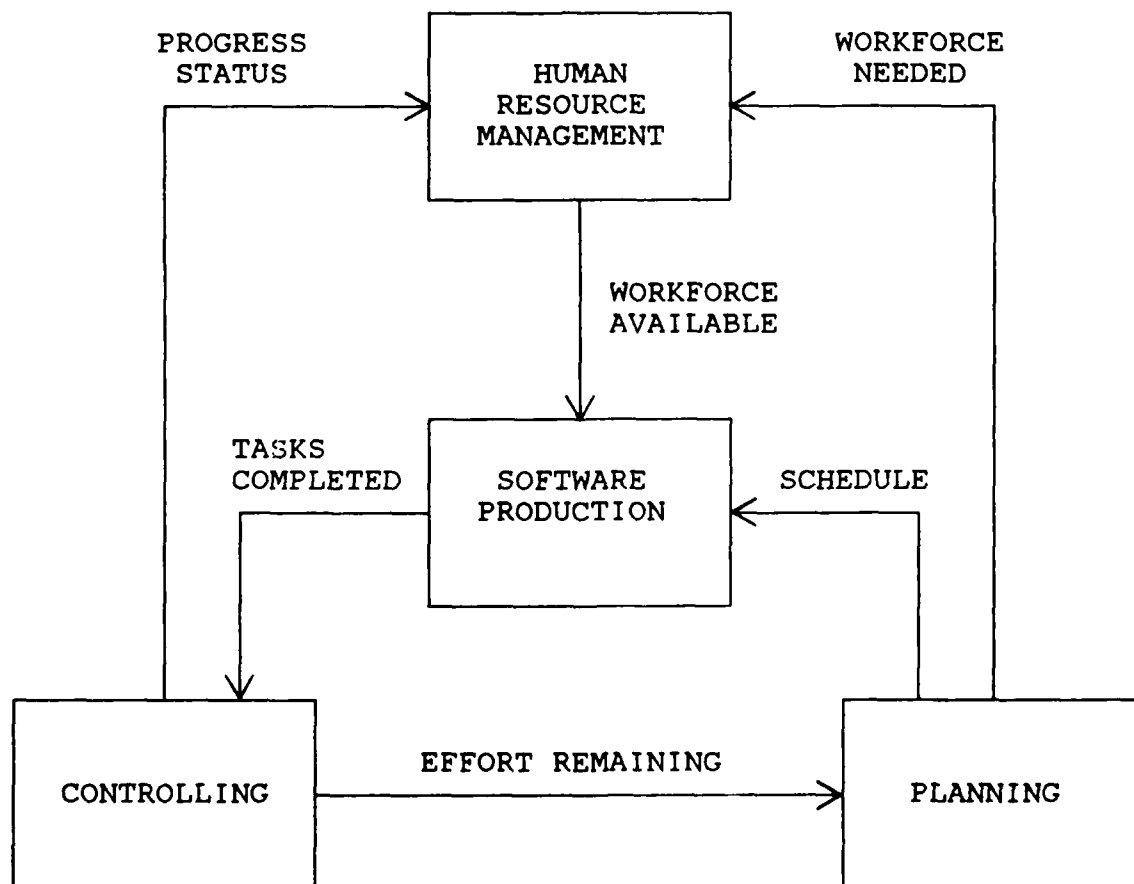 PROGRESS
STATUS
HUMAN
RESOURCE
MANAGEMENT
WORKFORCE
NEEDED
WORKFORCE
AVAILABLE
TASKS
COMPLETED
SOFTWARE
PRODUCTION
SCHEDULE
CONTROLLING
EFFORT REMAINING
PLANNING